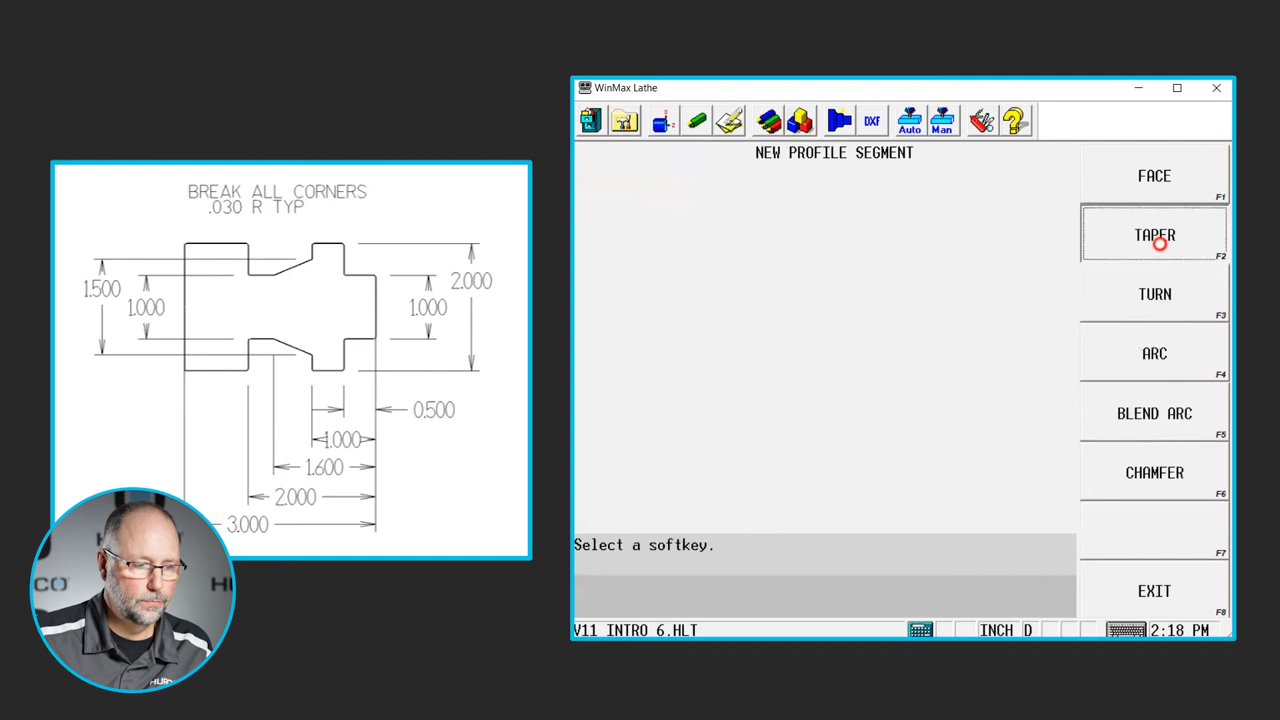 BREAK ALL CORNERS
.030 R TYP
1.500
1.000
2.000
1.000
0.500
1.000
1.600
2.000
3.000
WinMax Lathe
DXF
Auto
Man
NEW PROFILE SEGMENT
FACE
F1
TAPER
F2
TURN
F3
ARC
F4
BLEND ARC
F5
CHAMFER
F6
F7
EXIT
F8
Select a softkey.
V11 INTRO 6.HLT
INCH D
2:18 PM